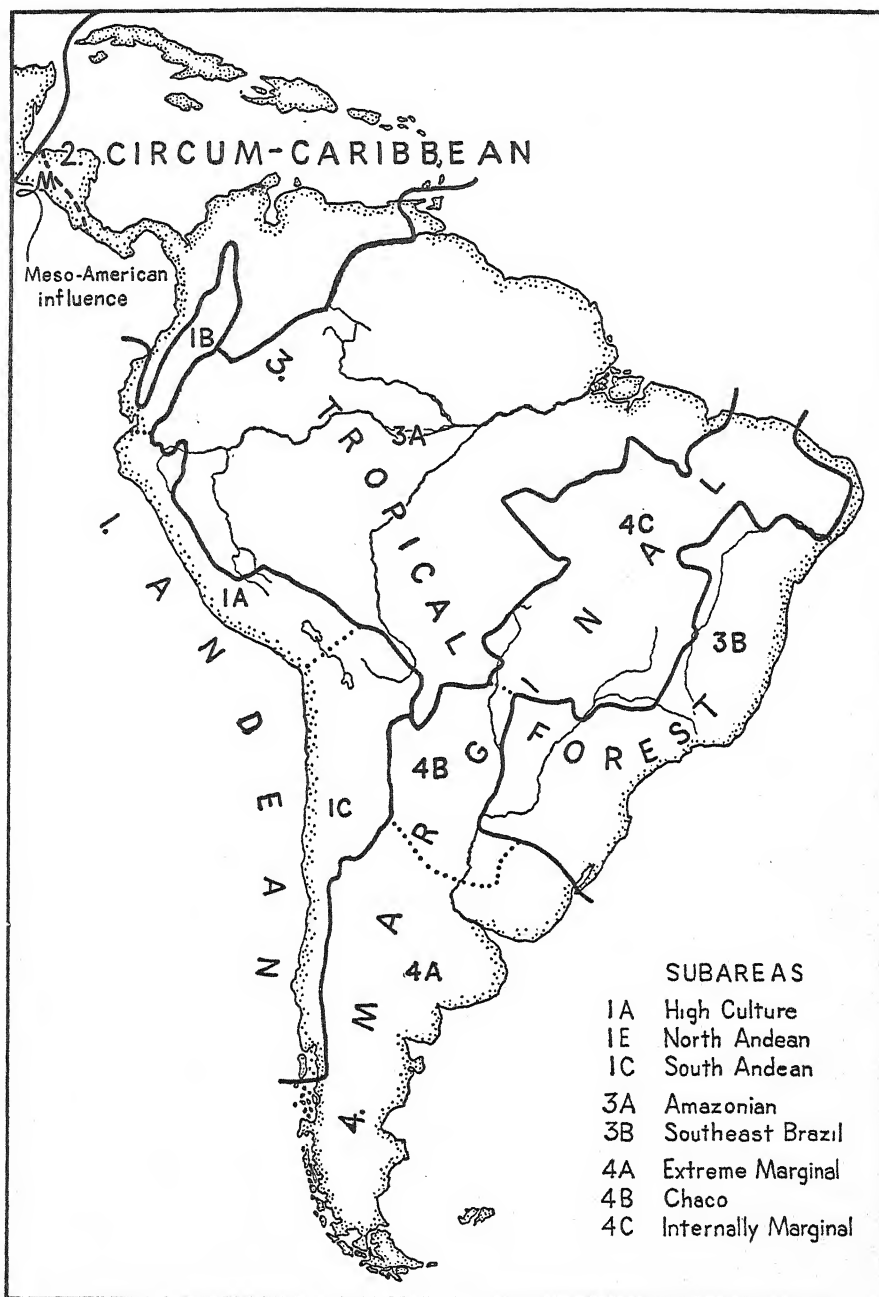 2. CIRCUM-CARIBBEAN
M
Meso-American
influence
1B
3. TROPICAL FOREST
3A
4C
1. ANDEAN
1A
3B
4B
1C
4. MARGINAL
4A
SUBAREAS
1A High Culture
1E North Andean
1C South Andean
3A Amazonian
3B Southeast Brazil
4A Extreme Marginal
4B Chaco
4C Internally Marginal